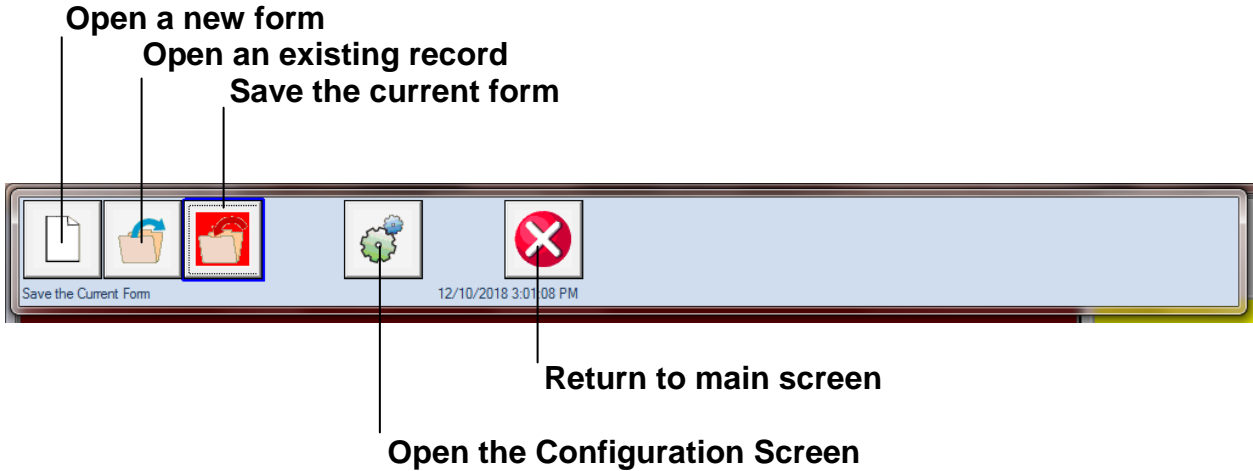 Open a new form
Open an existing record
Save the current form
Save the Current Form
12/10/2018 3:01:08 PM
Return to main screen
Open the Configuration Screen